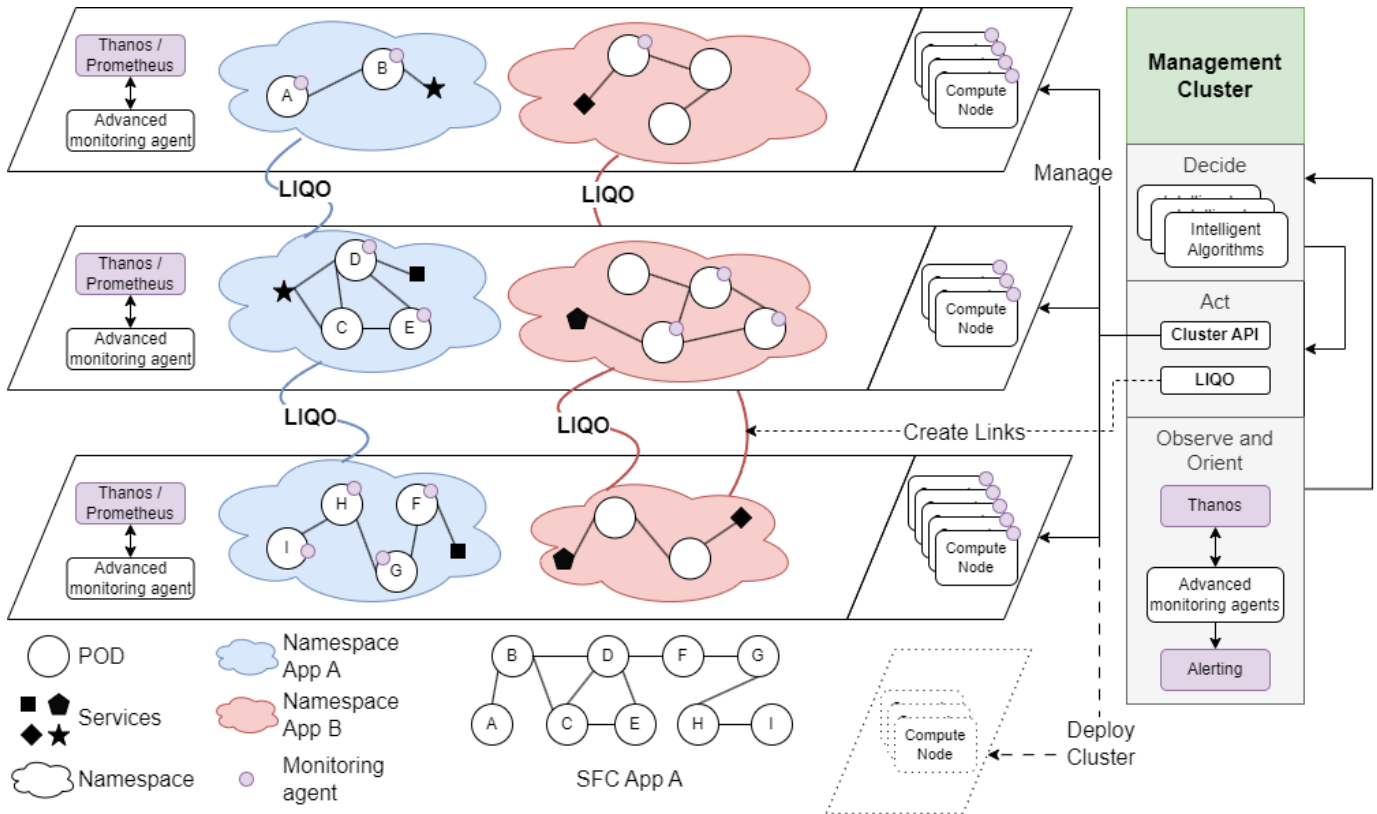 Thanos /
Prometheus
Advanced
monitoring agent
A
B
Compute
Node
LIQO
LIQO
Manage
Thanos /
Prometheus
Advanced
monitoring agent
D
C
E
Compute
Node
LIQO
LIQO
Create Links
Thanos /
Prometheus
Advanced
monitoring agent
H
F
I
G
Compute
Node
Management
Cluster
Decide
Intelligent
Algorithms
Act
Cluster API
LIQO
Observe and
Orient
Thanos
Advanced
monitoring agents
Alerting
POD
Services
Namespace
Namespace
App A
Namespace
App B
Monitoring
agent
B
D
F
G
A
C
E
H
I
SFC App A
Compute
Node
Deploy
Cluster